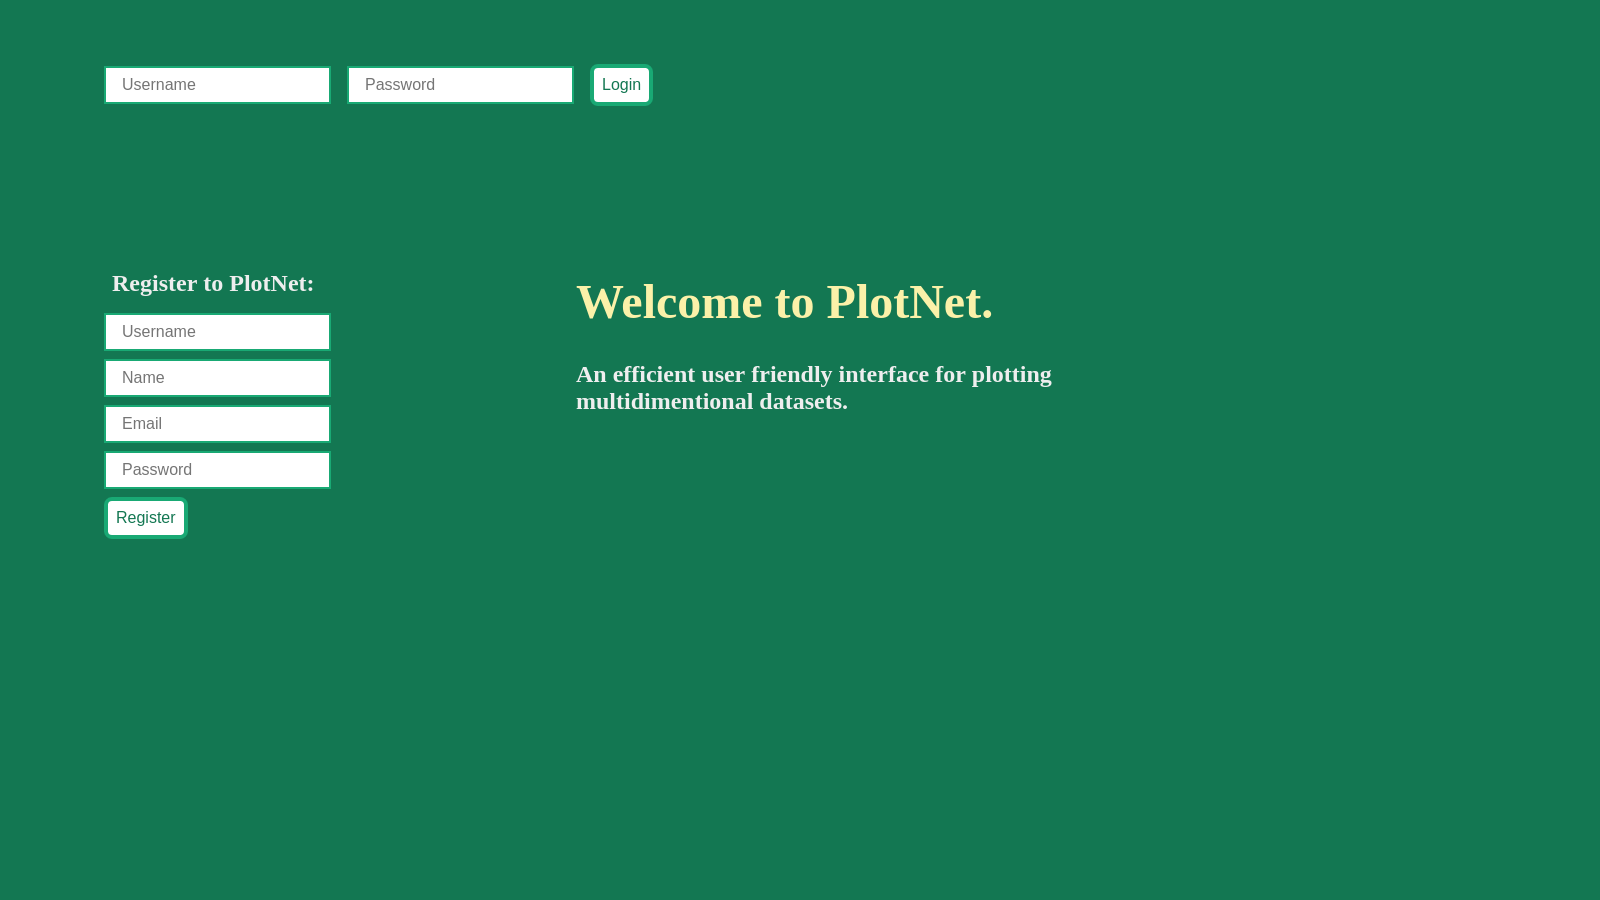 Username
Password
Login
Register to PlotNet:
Username
Name
Email
Password
Register
Welcome to PlotNet.
An efficient user friendly interface for plotting
multidimentional datasets.